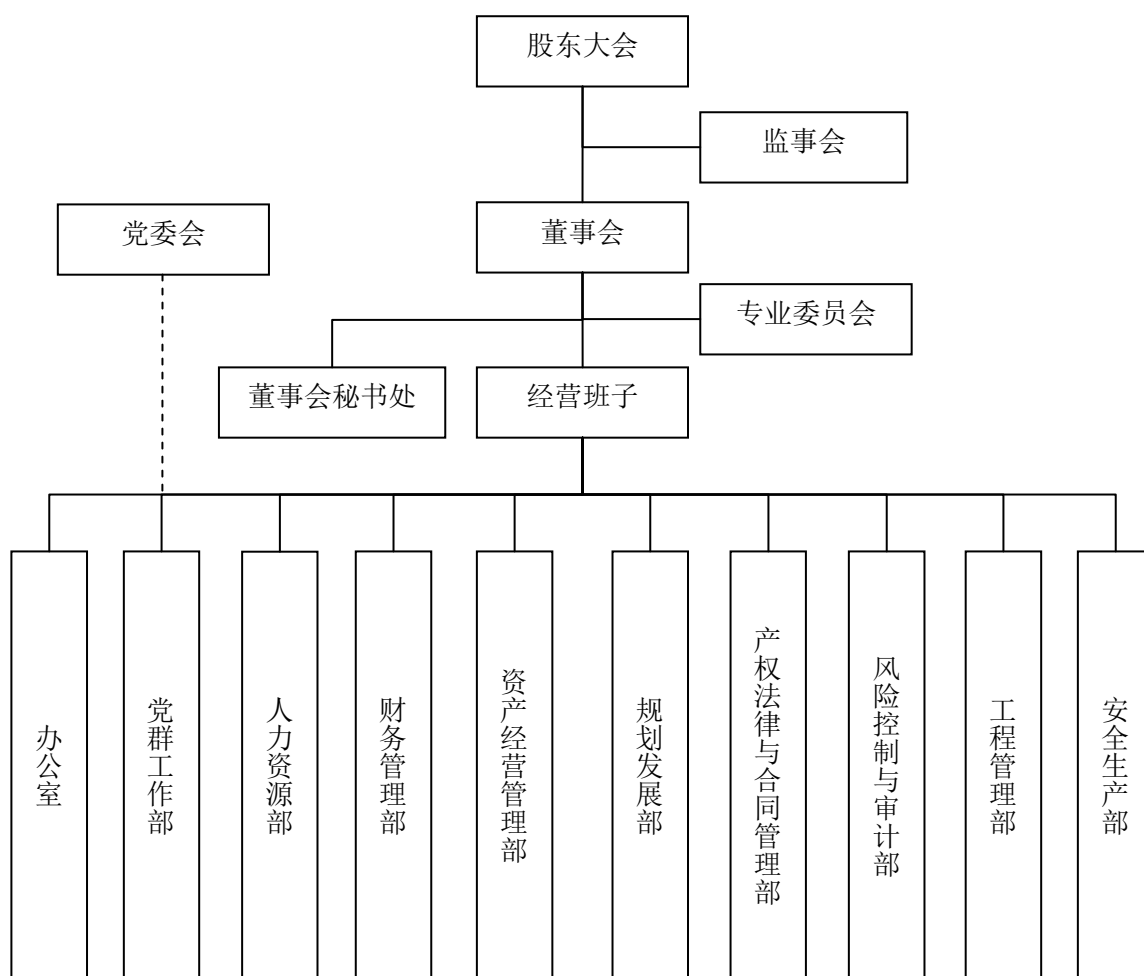 股东大会
监事会
党委会
董事会
专业委员会
董事会秘书处
经营班子
办公室
党群工作部
人力资源部
财务管理部
资产经营管理部
规划发展部
产权法律与合同管理部
风险控制与审计部
工程管理部
安全生产部